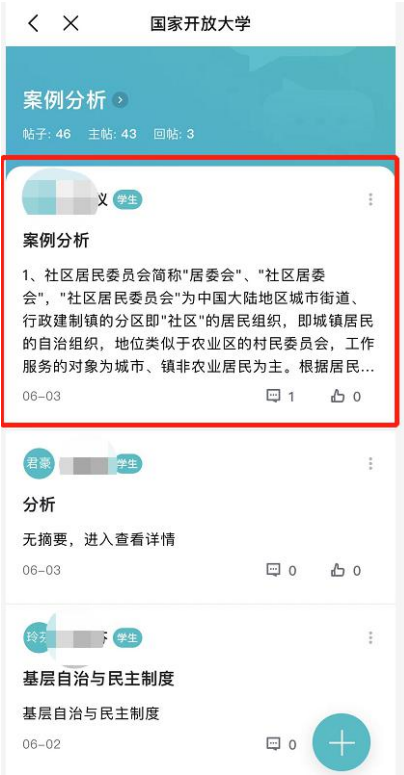 国家开放大学
案例分析
帖子: 46 主帖: 43 回帖: 3
学生
案例分析
1、社区居民委员会简称"居委会"、"社区居委
会"，"社区居民委员会"为中国大陆地区城市街道、
行政建制镇的分区即"社区"的居民组织，即城镇居民
的自治组织，地位类似于农业区的村民委员会，工作
服务的对象为城市、镇非农业居民为主。根据居民...
06-03 1 0
君豪 学生
分析
无摘要，进入查看详情
06-03 0 0
玲 学生
基层自治与民主制度
基层自治与民主制度
06-02 0